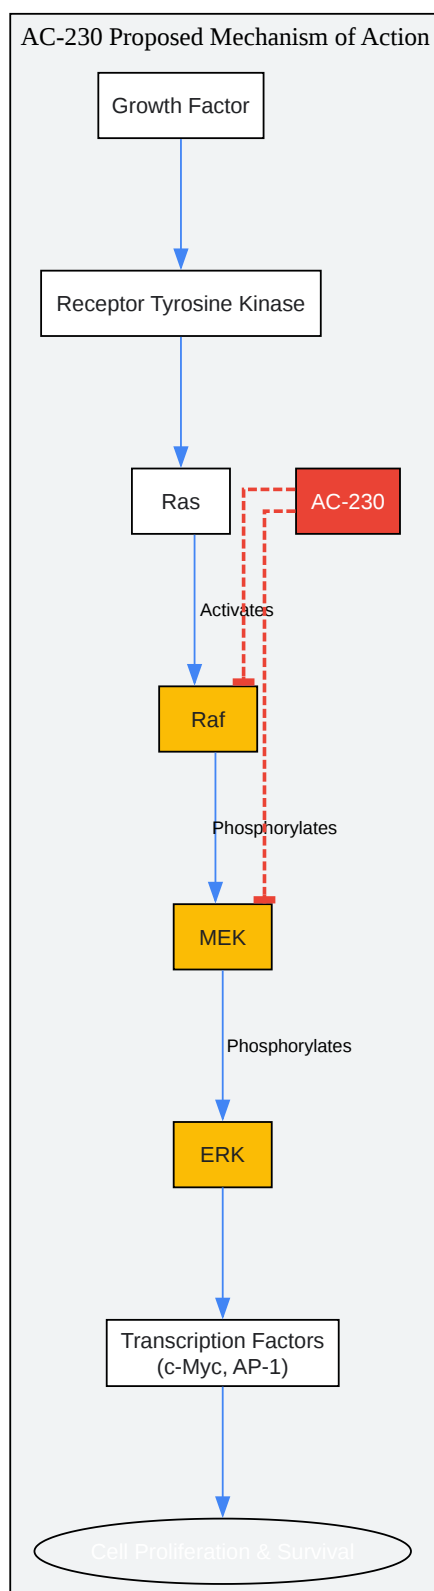 AC-230 Proposed Mechanism of Action
Growth Factor
Receptor Tyrosine Kinase
Ras
AC-230
Activates
Raf
Phosphorylates
MEK
Phosphorylates
ERK
Transcription Factors
(c-Myc, AP-1)
Cell Proliferation & Survival